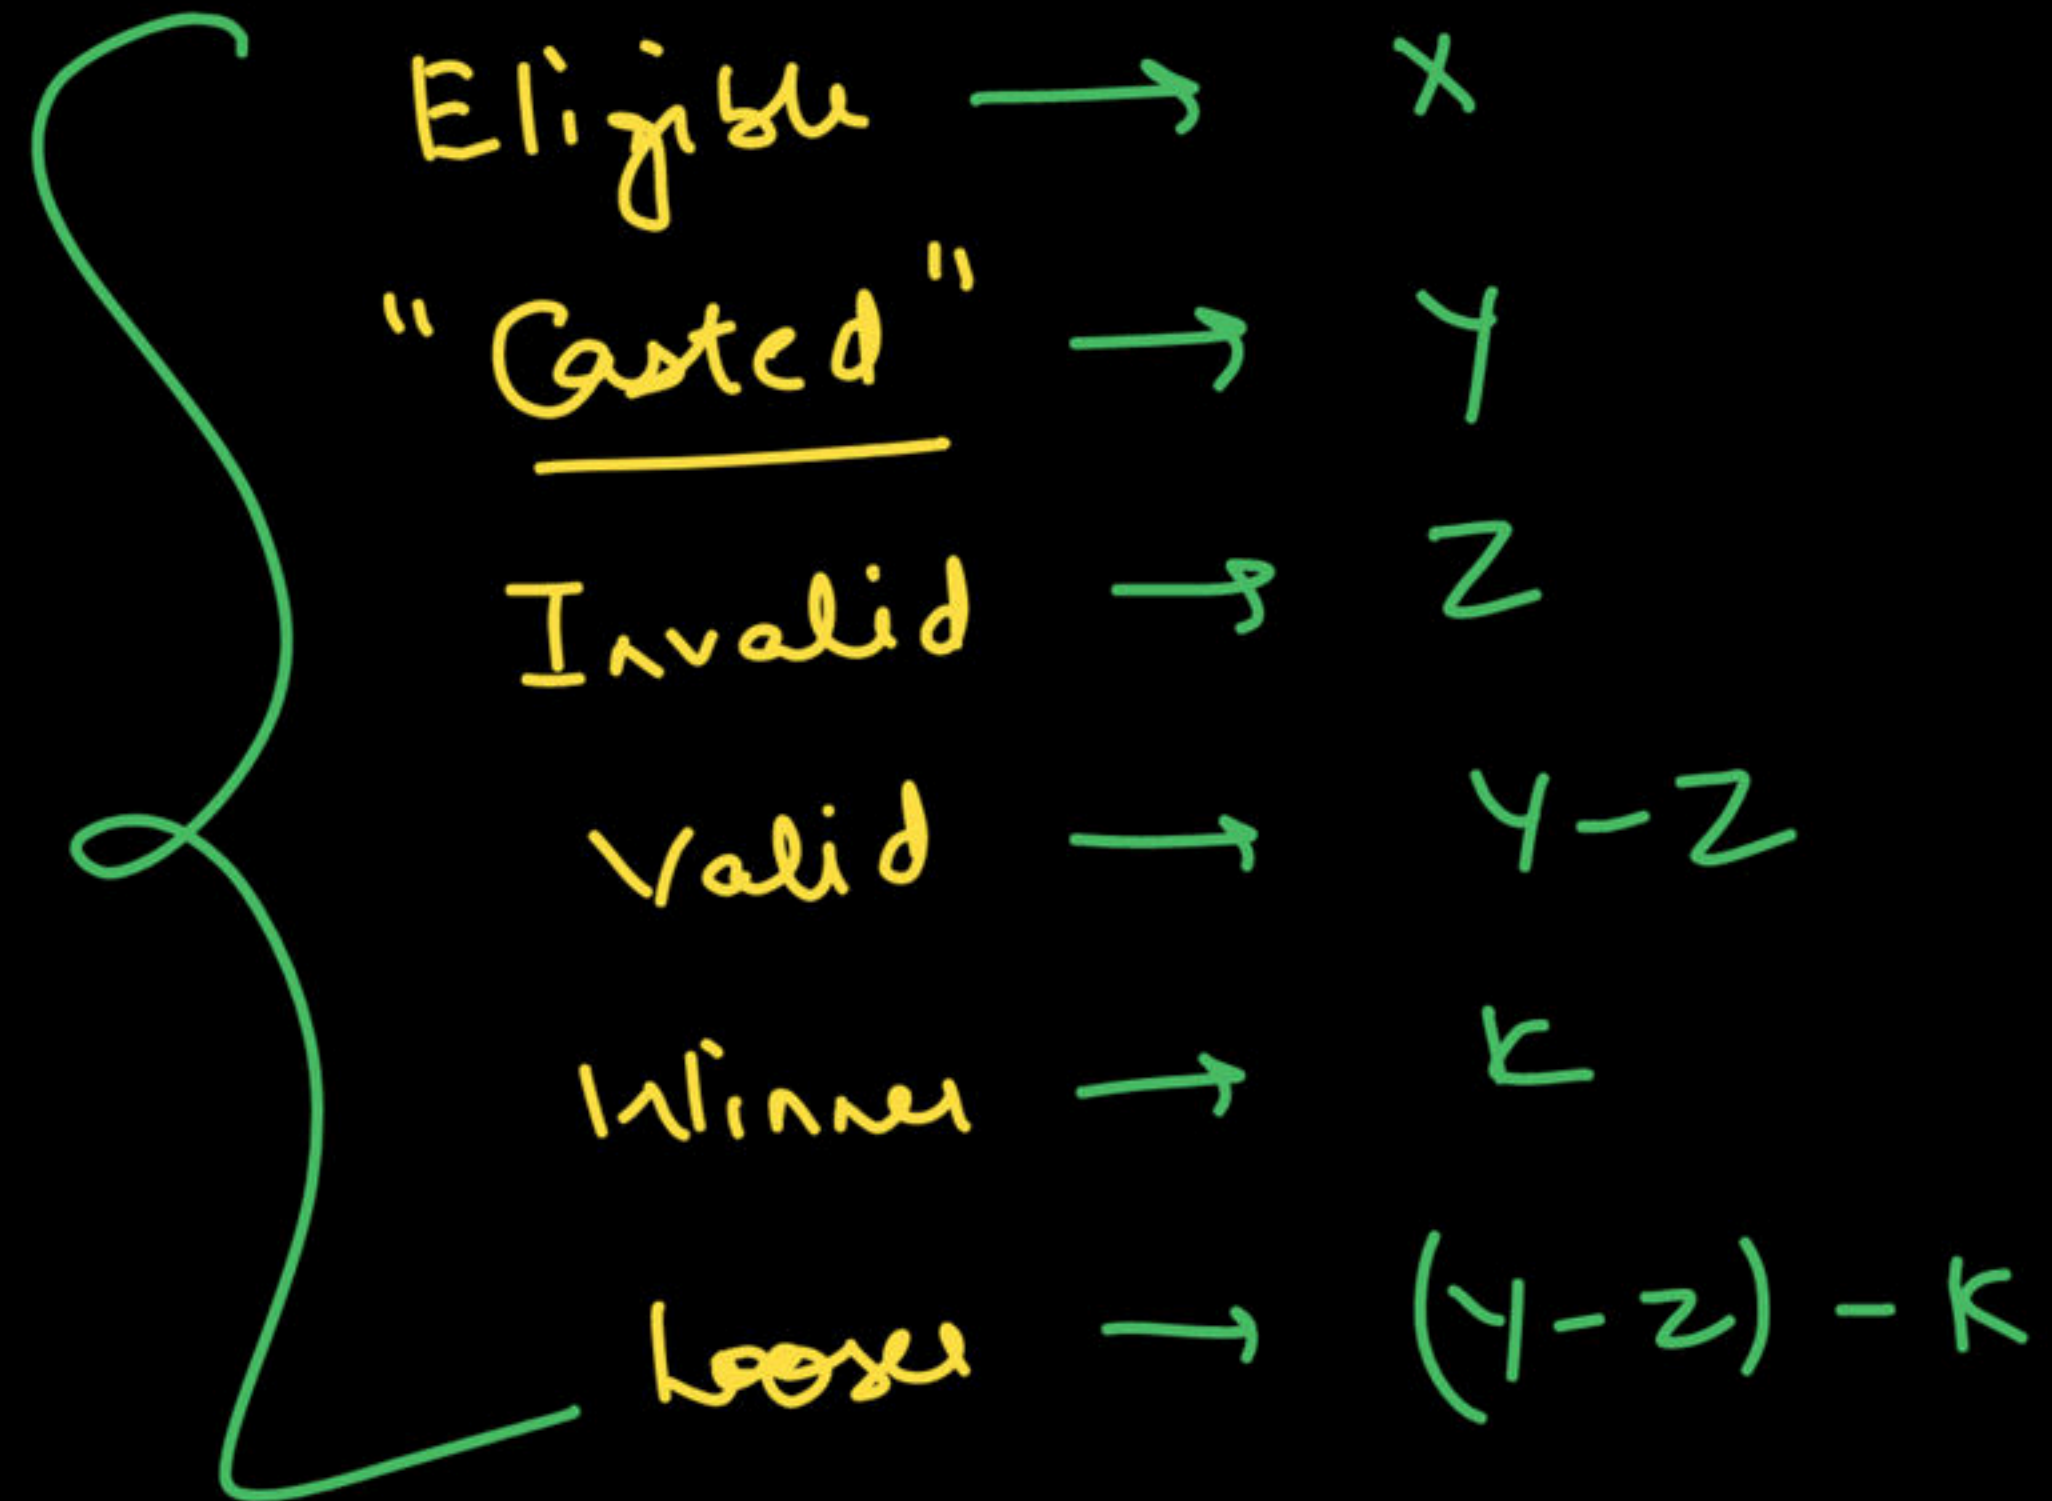 Eligible → X
"Casted" → Y
Invalid → Z
Valid → Y - Z
Winner → K
Looser → (Y - Z) - K